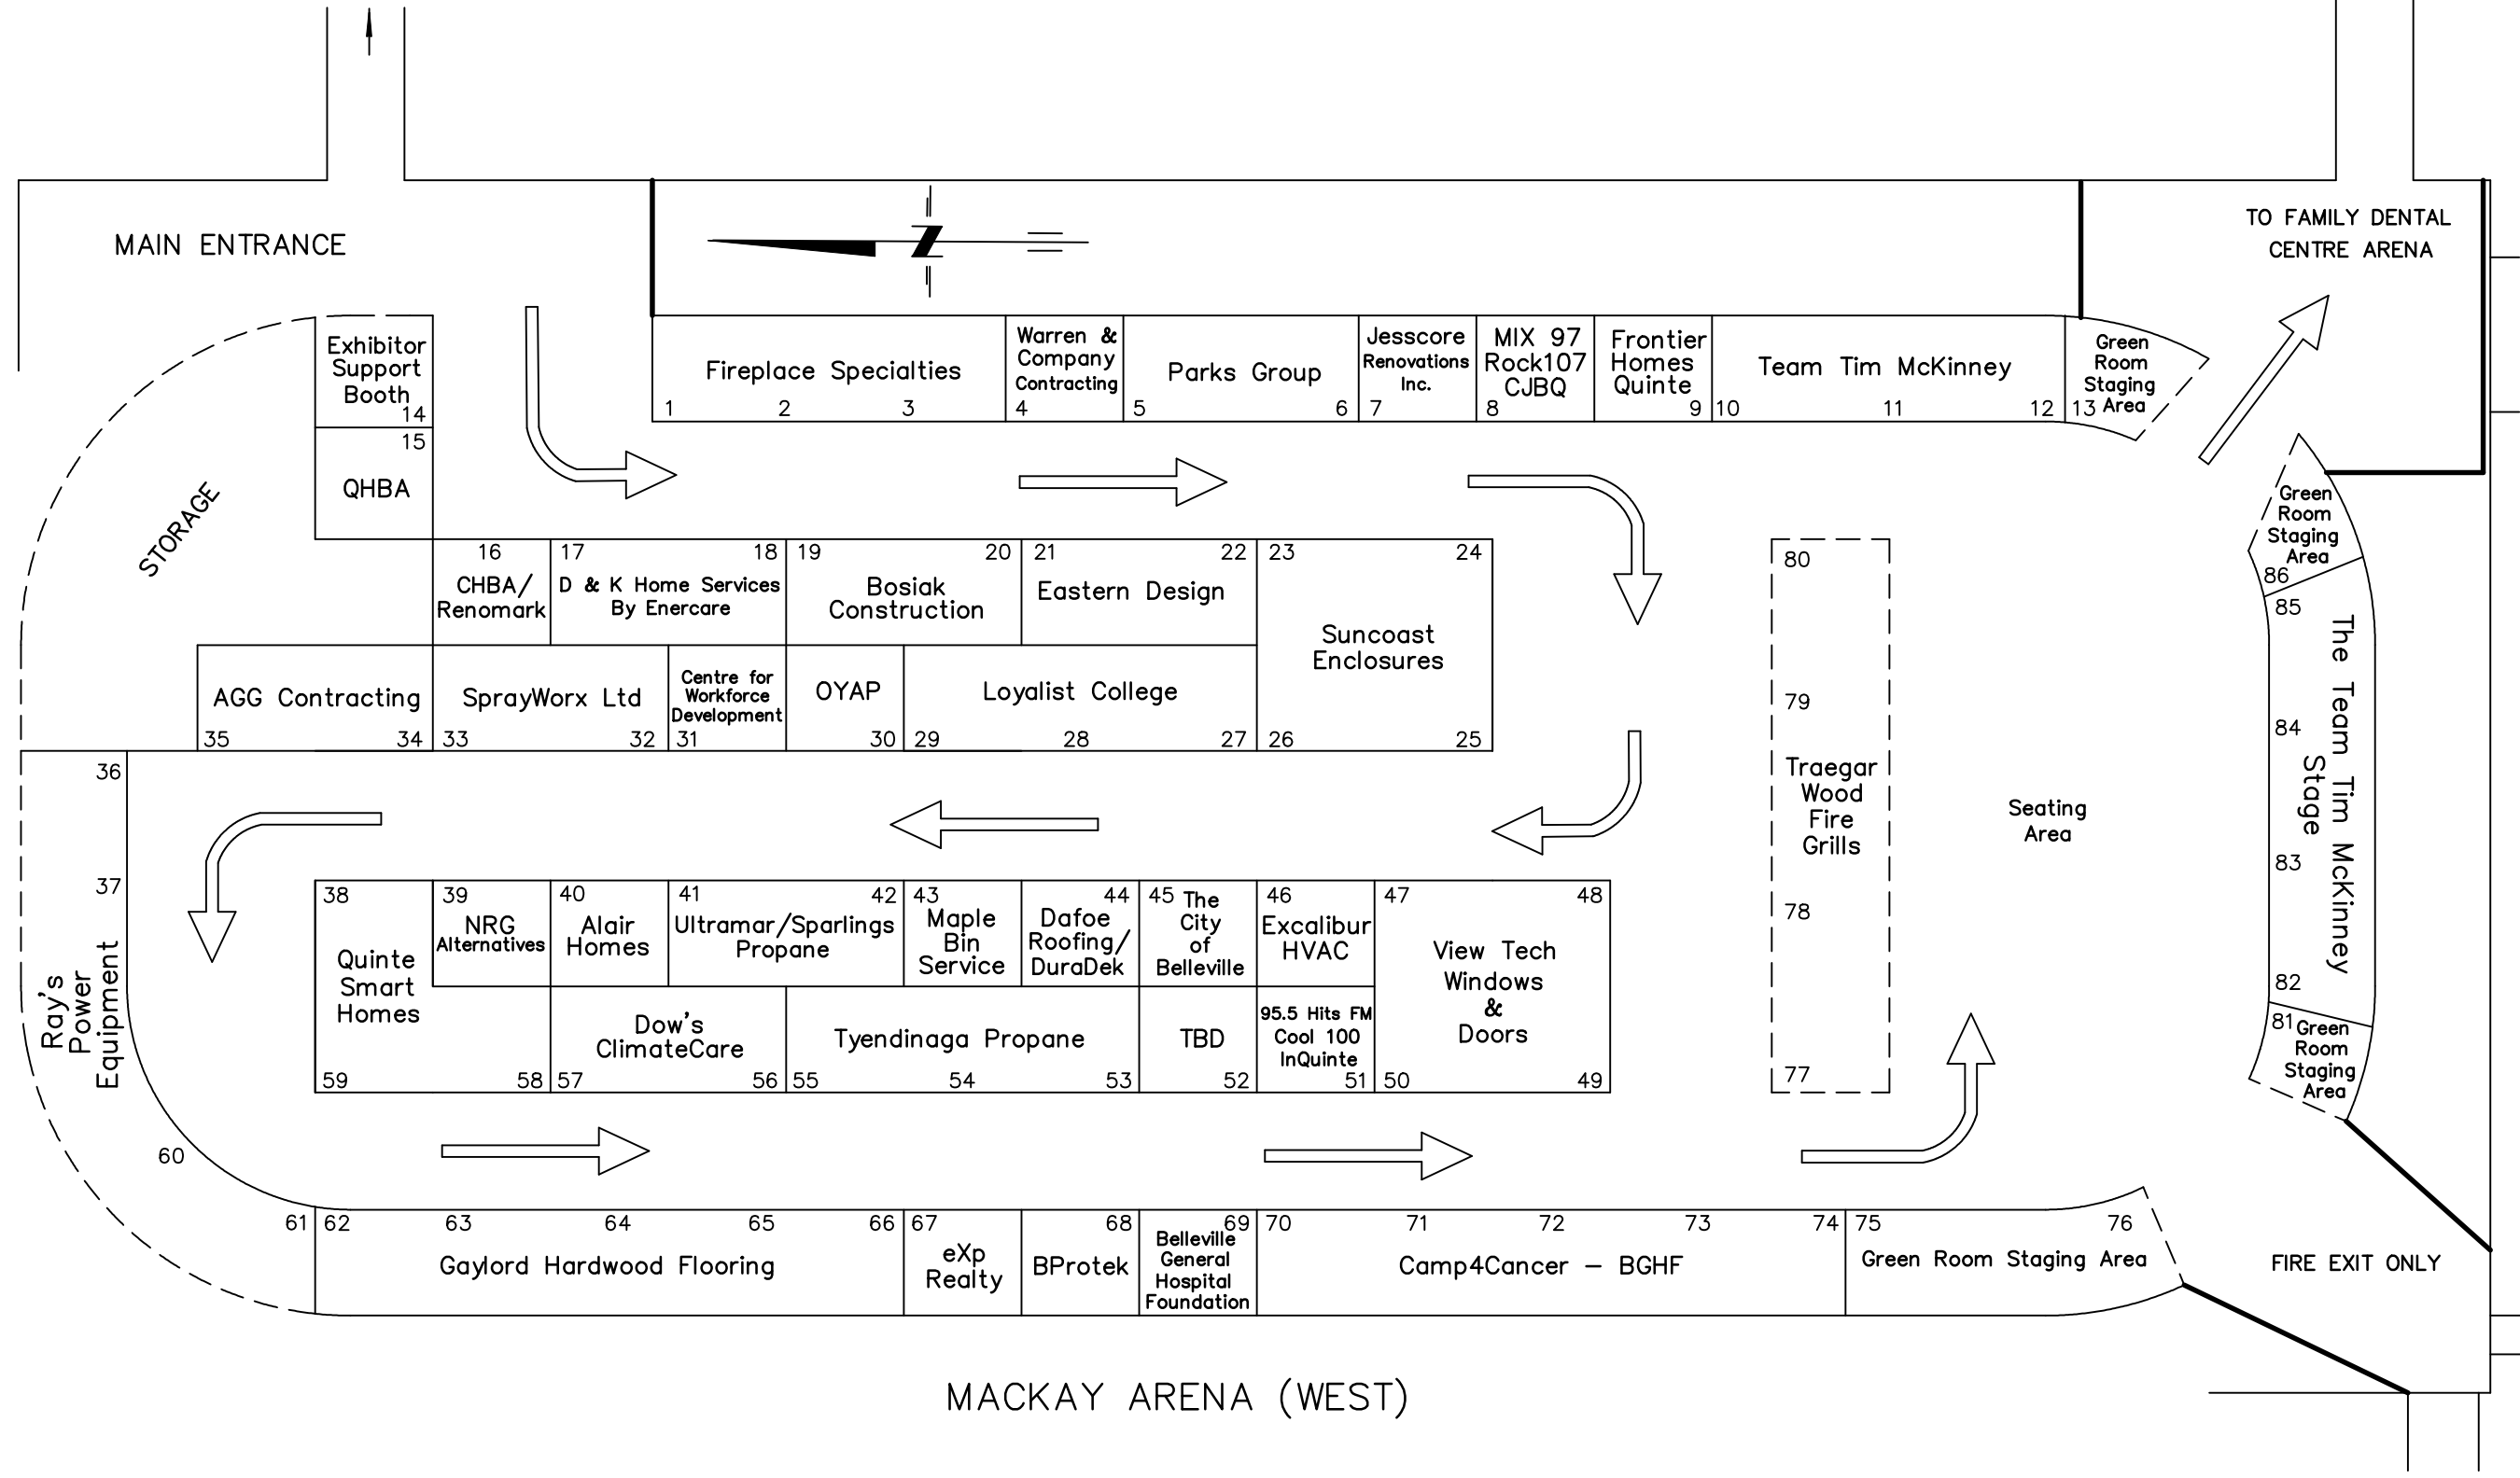 MAIN ENTRANCE
TO FAMILY DENTAL
CENTRE ARENA
N
Exhibitor
Support
Booth
14
15
QHBA
STORAGE
Fireplace Specialties
1 2 3
Warren &
Company
Contracting
4
Parks Group
5 6
Jesscore
Renovations
Inc.
7
MIX 97
Rock107
CJBQ
8
Frontier
Homes
Quinte
9
Team Tim McKinney
10 11 12
Green
Room
Staging
Area
13
16
CHBA/
Renomark
17 18
D & K Home Services
By Enercare
19 20
Bosiak
Construction
21 22
Eastern Design
23 24
Suncoast
Enclosures
26 25
AGG Contracting
35 34
SprayWorx Ltd
33 32
Centre for
Workforce
Development
31
OYAP
30
Loyalist College
29 28 27
80
79
Traegar
Wood
Fire
Grills
78
77
Seating
Area
Green
Room
Staging
Area
86
85
84
The Team Tim McKinney
Stage
83
82
81
Green
Room
Staging
Area
36
37
Ray's
Power
Equipment
60
61
38
Quinte
Smart
Homes
59 58
39
NRG
Alternatives
40
Alair
Homes
41 42
Ultramar/Sparlings
Propane
43
Maple
Bin
Service
44
Dafoe
Roofing/
DuraDek
45
The
City
of
Belleville
46
Excalibur
HVAC
47 48
View Tech
Windows
&
Doors
50 49
Dow's
ClimateCare
57 56
Tyendinaga Propane
55 54 53
TBD
52
95.5 Hits FM
Cool 100
InQuinte
51
62 63 64 65 66
Gaylord Hardwood Flooring
67
eXp
Realty
68
BProtek
69
Belleville
General
Hospital
Foundation
70 71 72 73 74
Camp4Cancer – BGHF
75 76
Green Room Staging Area
FIRE EXIT ONLY
MACKAY ARENA (WEST)